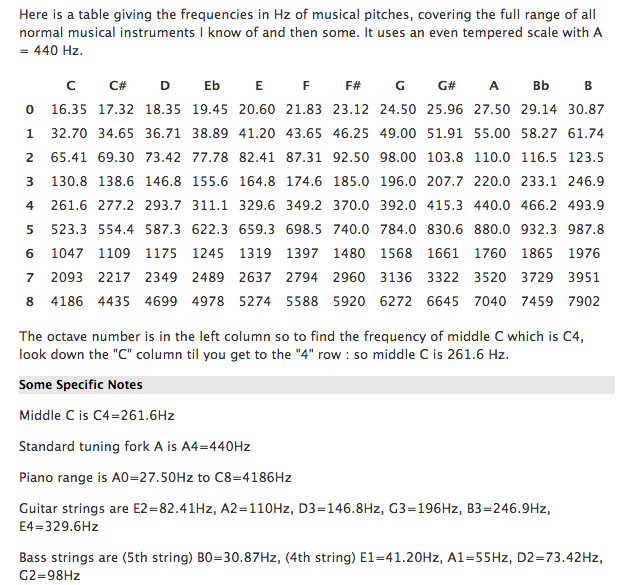 Here is a table giving the frequencies in Hz of musical pitches, covering the full range of all
normal musical instruments I know of and then some. It uses an even tempered scale with A
= 440 Hz.
C C# D Eb E F F# G G# A Bb B
0 16.35 17.32 18.35 19.45 20.60 21.83 23.12 24.50 25.96 27.50 29.14 30.87
1 32.70 34.65 36.71 38.89 41.20 43.65 46.25 49.00 51.91 55.00 58.27 61.74
2 65.41 69.30 73.42 77.78 82.41 87.31 92.50 98.00 103.8 110.0 116.5 123.5
3 130.8 138.6 146.8 155.6 164.8 174.6 185.0 196.0 207.7 220.0 233.1 246.9
4 261.6 277.2 293.7 311.1 329.6 349.2 370.0 392.0 415.3 440.0 466.2 493.9
5 523.3 554.4 587.3 622.3 659.3 698.5 740.0 784.0 830.6 880.0 932.3 987.8
6 1047 1109 1175 1245 1319 1397 1480 1568 1661 1760 1865 1976
7 2093 2217 2349 2489 2637 2794 2960 3136 3322 3520 3729 3951
8 4186 4435 4699 4978 5274 5588 5920 6272 6645 7040 7459 7902
The octave number is in the left column so to find the frequency of middle C which is C4,
look down the "C" column til you get to the "4" row : so middle C is 261.6 Hz.
Some Specific Notes
Middle C is C4=261.6Hz
Standard tuning fork A is A4=440Hz
Piano range is A0=27.50Hz to C8=4186Hz
Guitar strings are E2=82.41Hz, A2=110Hz, D3=146.8Hz, G3=196Hz, B3=246.9Hz,
E4=329.6Hz
Bass strings are (5th string) B0=30.87Hz, (4th string) E1=41.20Hz, A1=55Hz, D2=73.42Hz,
G2=98Hz